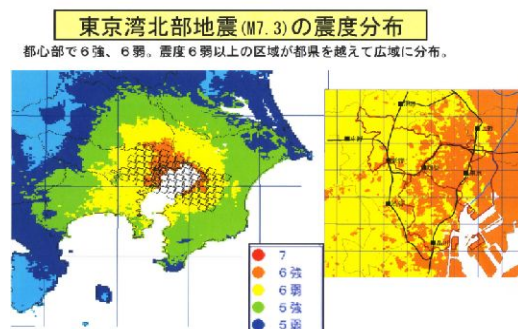 東京湾北部地震(M7.3)の震度分布
都心部で6強、6弱。震度6弱以上の区域が都県を越えて広域に分布。
7
6強
6弱
5強
5弱